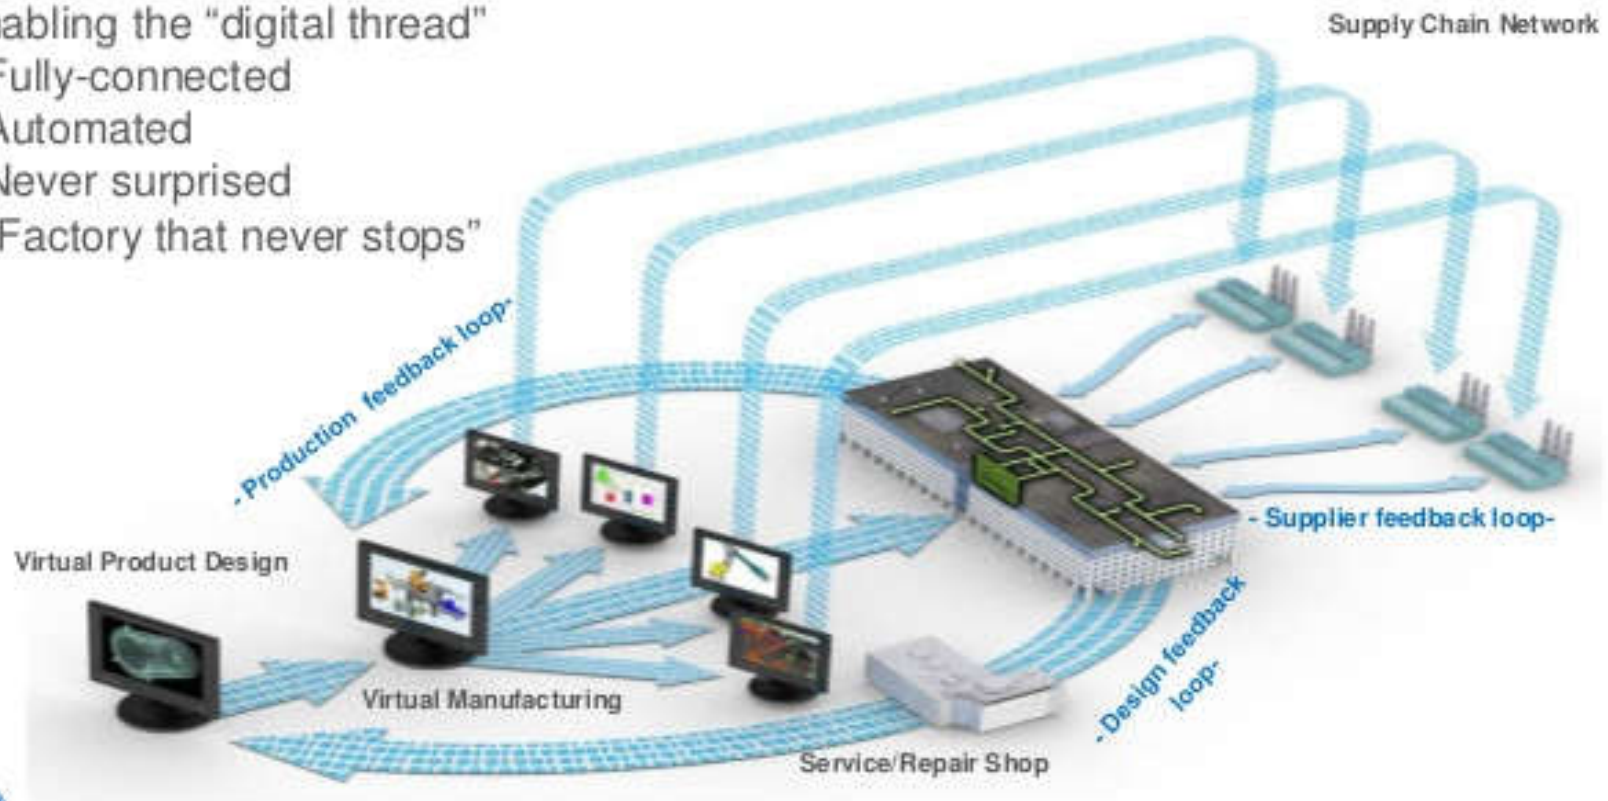 abling the “digital thread”
Fully-connected
Automated
Never surprised
Factory that never stops”
Supply Chain Network
- Production feedback loop-
Virtual Product Design
- Supplier feedback loop-
Virtual Manufacturing
- Design feedback
loop-
Service/Repair Shop